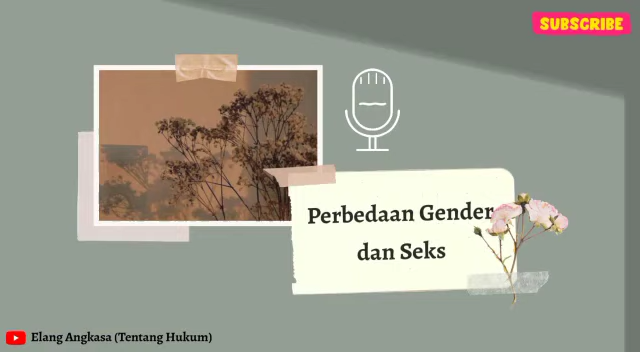 SUBSCRIBE
Perbedaan Gender
dan Seks
Elang Angkasa (Tentang Hukum)